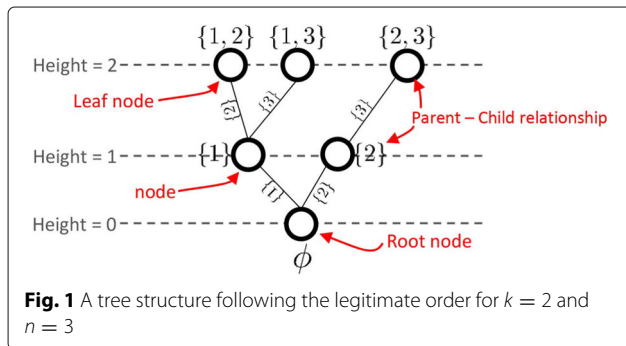 {1, 2} {1, 3} {2, 3}
Height = 2
Leaf node
{2} {3} {3}
Parent – Child relationship
Height = 1 {1} {2}
node
{1} {2}
Height = 0
Root node
ϕ
Fig. 1 A tree structure following the legitimate order for k = 2 and
n = 3